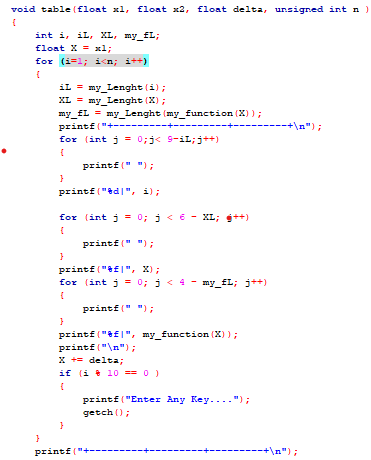 void table(float x1, float x2, float delta, unsigned int n )
{
int i, iL, XL, my_fL;
float X = x1;
for (i=1; i<n; i++)
{
iL = my_Lenght(i);
XL = my_Lenght(X);
my_fL = my_Lenght(my_function(X));
printf("+---------+---------+---------+\n");
for (int j = 0;j< 9-iL;j++)
{
printf(" ");
}
printf("%d|", i);
for (int j = 0; j < 6 - XL; j++)
{
printf(" ");
}
printf("%f|", X);
for (int j = 0; j < 4 - my_fL; j++)
{
printf(" ");
}
printf("%f|", my_function(X));
printf("\n");
X += delta;
if (i % 10 == 0 )
{
printf("Enter Any Key....");
getch();
}
}
printf("+---------+---------+---------+\n");